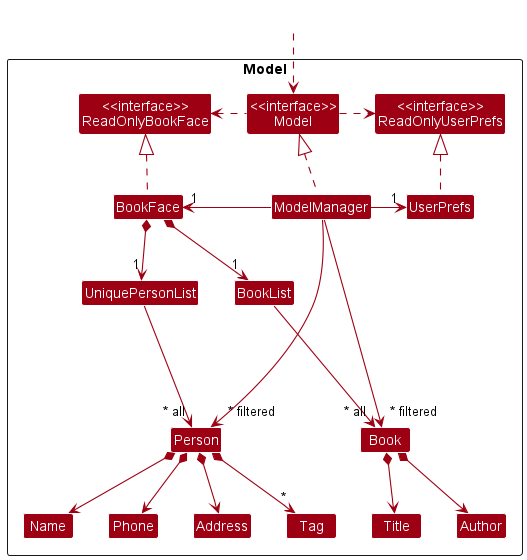 Model
<<interface>>
ReadOnlyBookFace
<<interface>>
Model
<<interface>>
ReadOnlyUserPrefs
BookFace
1
ModelManager
1
UserPrefs
1
1
UniquePersonList
BookList
* all
* filtered
* all
* filtered
Person
Book
*
Name
Phone
Address
Tag
Title
Author